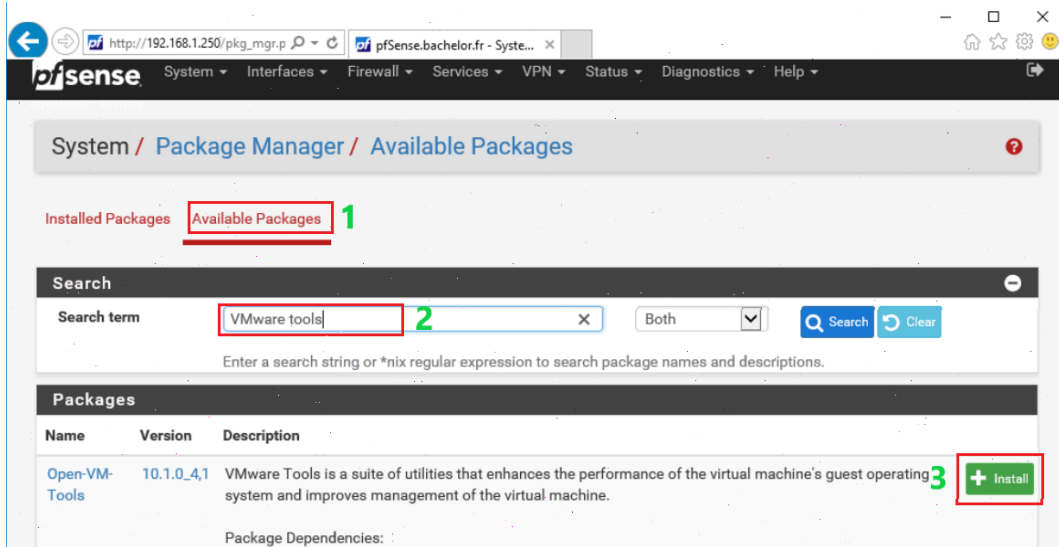 http://192.168.1.250/pkg_mgr.p
pfSense.bachelor.fr - Syste...
pfsense System Interfaces Firewall Services VPN Status Diagnostics Help
System / Package Manager / Available Packages
Installed Packages Available Packages 1
Search
Search term VMware tools 2 Both Search Clear
Enter a search string or *nix regular expression to search package names and descriptions.
Packages
Name Version Description
Open-VM-Tools 10.1.0_4,1 VMware Tools is a suite of utilities that enhances the performance of the virtual machine's guest operating 3 Install
system and improves management of the virtual machine.
Package Dependencies: